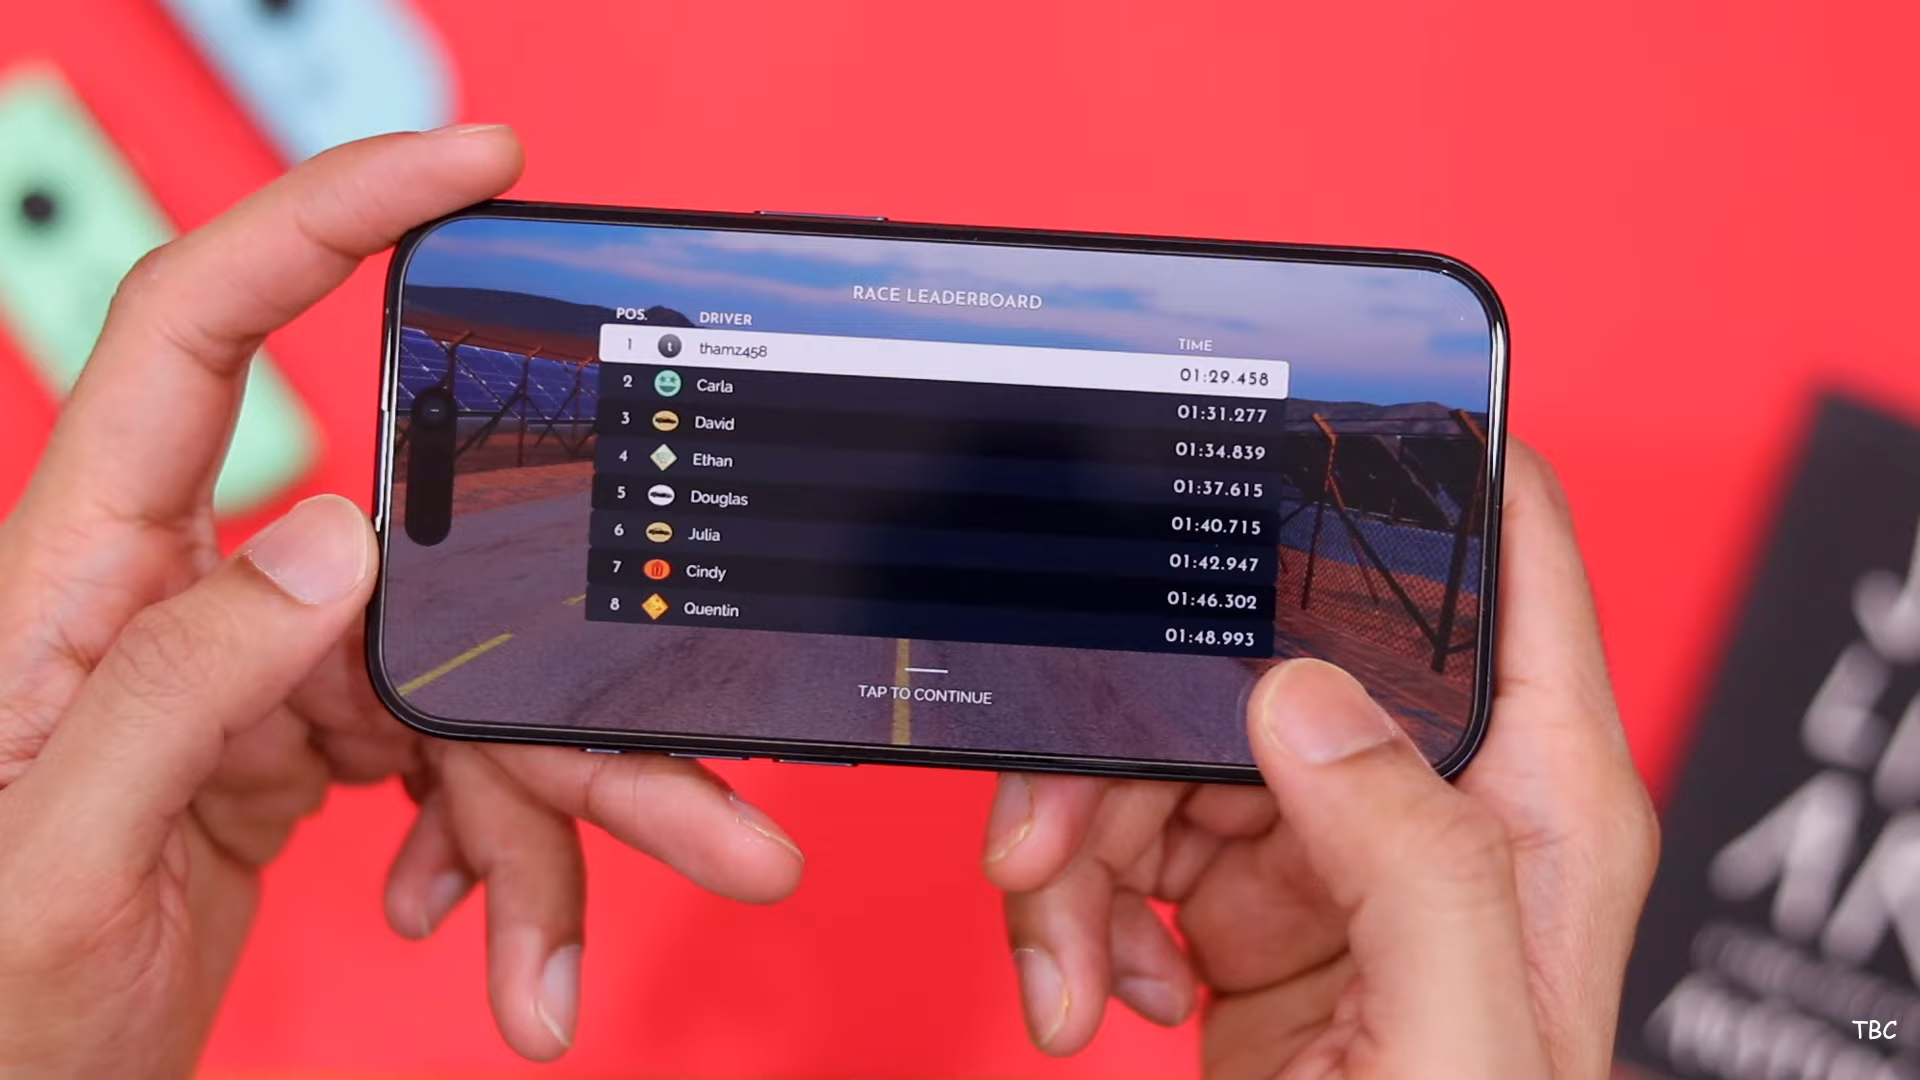 RACE LEADERBOARD
POS. DRIVER TIME
1 t thamz458 01:29.458
2 Carla 01:31.277
3 David 01:34.839
4 Ethan 01:37.615
5 Douglas 01:40.715
6 Julia 01:42.947
7 Cindy 01:46.302
8 Quentin 01:48.993
TAP TO CONTINUE
TBC